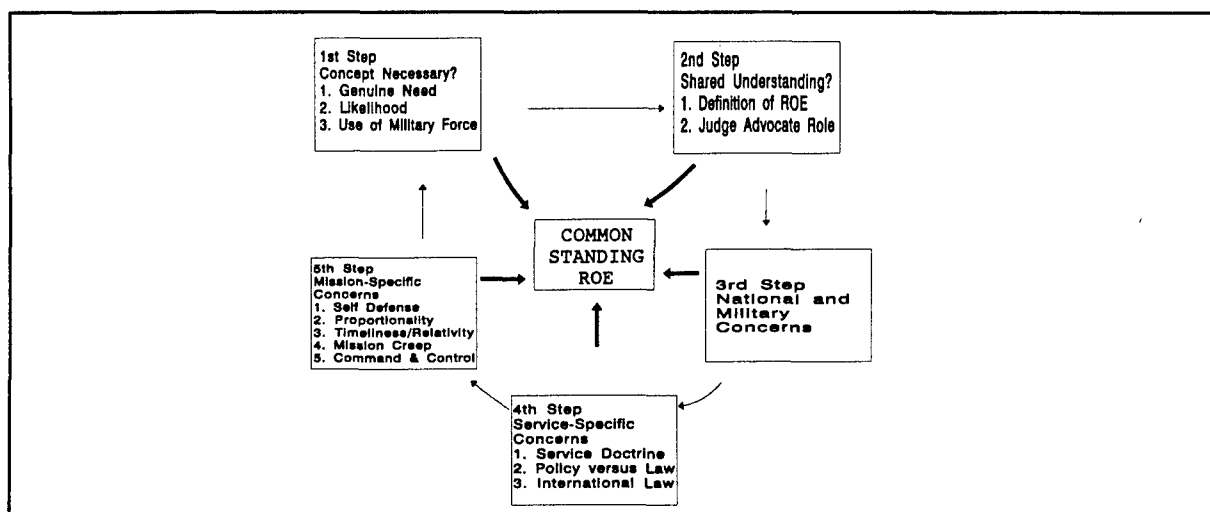 1st Step
Concept Necessary?
1. Genuine Need
2. Likelihood
3. Use of Military Force
2nd Step
Shared Understanding?
1. Definition of ROE
2. Judge Advocate Role
COMMON
STANDING
ROE
3rd Step
National and
Military
Concerns
4th Step
Service-Specific
Concerns
1. Service Doctrine
2. Policy versus Law
3. International Law
5th Step
Mission-Specific
Concerns
1. Self Defense
2. Proportionality
3. Timeliness/Relativity
4. Mission Creep
5. Command & Control